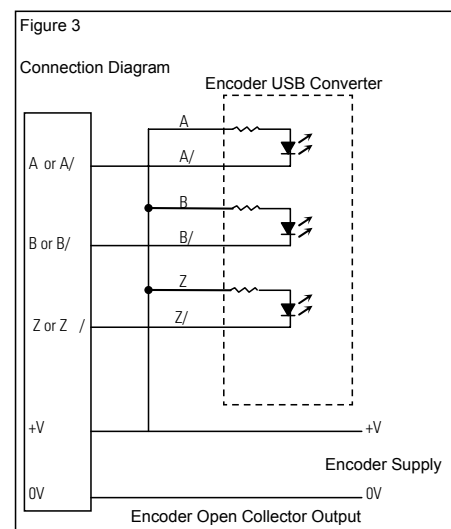 Figure 3
Connection Diagram
Encoder USB Converter
A
A or A/
A/
B
B or B/
B/
Z
Z or Z /
Z/
+V
+V
Encoder Supply
0V
0V
Encoder Open Collector Output